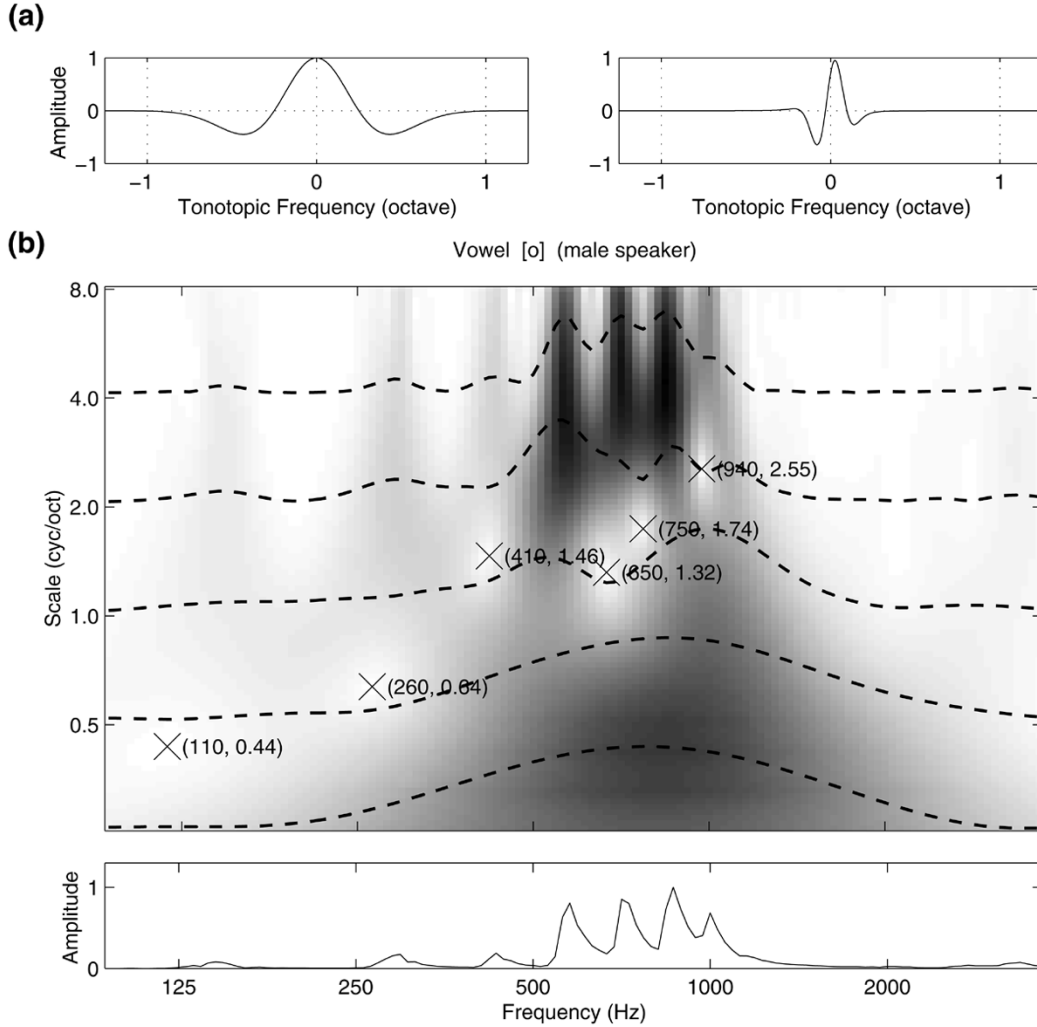 (a)
1
0
−1
Amplitude
−1 0 1
Tonotopic Frequency (octave)
1
0
−1
−1 0 1
Tonotopic Frequency (octave)
(b)
Vowel [o] (male speaker)
8.0
4.0
2.0
1.0
0.5
Scale (cyc/oct)
(940, 2.55)
(750, 1.74)
(410, 1.46)
(650, 1.32)
(260, 0.64)
(110, 0.44)
1
0
Amplitude
125 250 500 1000 2000
Frequency (Hz)